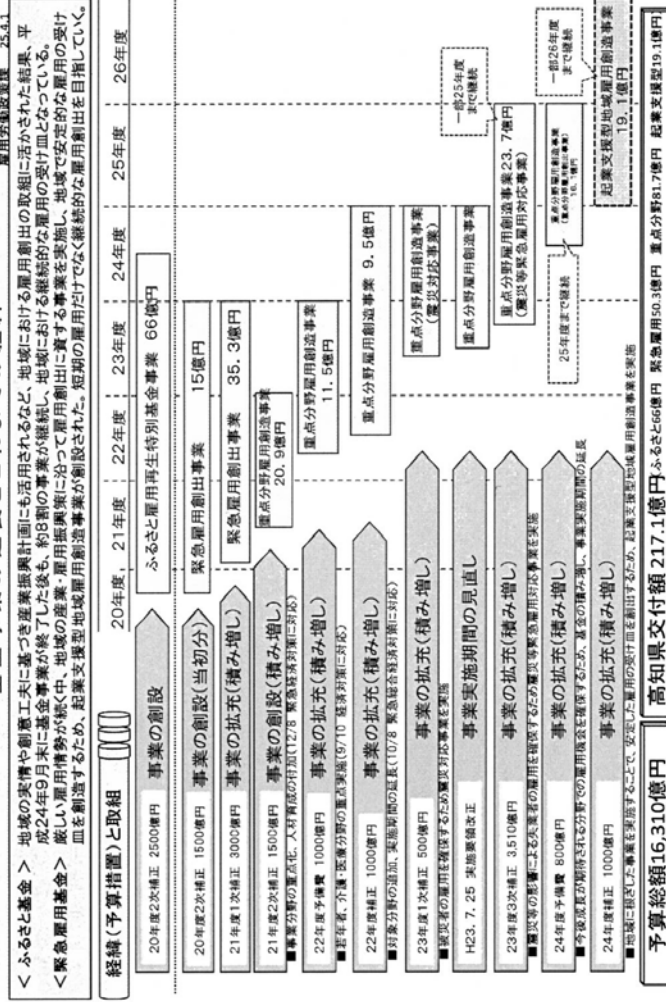 雇用労働政策課 25.4.1
＜ ふるさと基金 ＞ 地域の実情や創意工夫に基づき産業振興計画にも活用されるなど、地域における雇用創出の取組に活かされた結果、平
成24年9月末に基金事業が終了した後も、約8割の事業が継続し、地域における継続的な雇用の受け皿となっている。
＜緊急雇用基金＞ 厳しい雇用情勢が続く中、地域の産業・雇用振興策に沿って雇用創出に資する事業を実施し、地域で安定的な雇用の受け
皿を創造するため、起業支援型地域雇用創造事業が創設された。短期の雇用だけでなく継続的な雇用創出を目指していく。
経緯(予算措置)と取組
20年度 21年度 22年度 23年度 24年度 25年度 26年度
20年度2次補正 2500億円 事業の創設
ふるさと雇用再生特別基金事業 66億円
20年度2次補正 1500億円 事業の創設(当初分)
緊急雇用創出事業 15億円
21年度1次補正 3000億円 事業の拡充(積み増し)
緊急雇用創出事業 35.3億円
21年度2次補正 1500億円 事業の創設(積み増し)
重点分野雇用創造事業
20.9億円
■事業分野の重点化、人材育成の付加(12/8 緊急経済対策に対応)
22年度予備費 1000億円 事業の拡充(積み増し)
重点分野雇用創造事業
11.5億円
■若年者、介護・医療分野の重点実施(9/10 経済対策に対応)
22年度補正 1000億円 事業の拡充(積み増し)
重点分野雇用創造事業 9.5億円
■対象分野の追加、実施期間の延長(10/8 緊急総合経済対策に対応)
23年度1次補正 500億円 事業の拡充(積み増し)
重点分野雇用創造事業
(震災対応事業)
■被災者の雇用を確保するため震災対応事業を実施
H23.7.25 実施要領改正 事業実施期間の見直し
重点分野雇用創造事業
一部25年度
まで継続
23年度3次補正 3,510億円 事業の拡充(積み増し)
重点分野雇用創造事業23.7億円
(震災等緊急雇用対応事業)
■震災等の影響による失業者の雇用を確保するため震災等緊急雇用対応事業を実施
24年度予備費 800億円 事業の拡充(積み増し)
25年度まで継続
重点分野雇用創造事業
(重点分野雇用創出事業)
16.1億円
一部26年度
まで継続
■今後成長が期待される分野での雇用機会を確保するため、基金の積み増し、事業実施期間の延長
24年度補正 1000億円 事業の拡充(積み増し)
起業支援型地域雇用創造事業
19.1億円
■地域に根ざした事業を実施することで、安定した雇用の受け皿を創出するため、起業支援型地域雇用創造事業を実施
予算総額16,310億円
高知県交付額 217.1億円 ふるさと66億円 緊急雇用50.3億円 重点分野81.7億円 起業支援型19.1億円